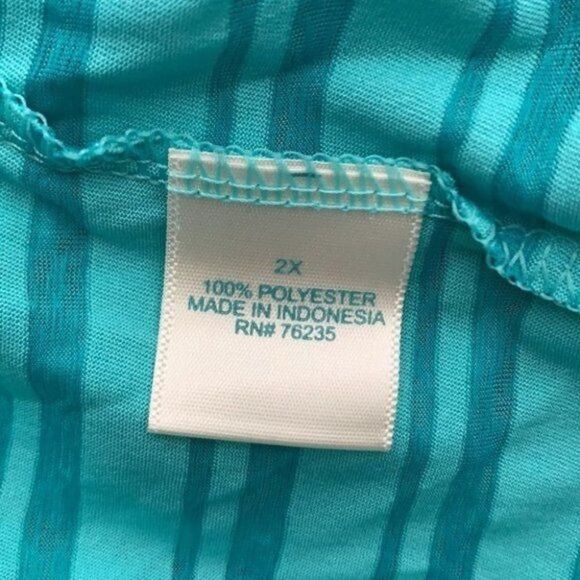 2X
100% POLYESTER
MADE IN INDONESIA
RN# 76235